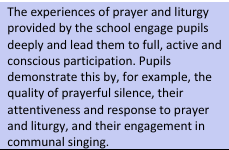 The experiences of prayer and liturgy
provided by the school engage pupils
deeply and lead them to full, active and
conscious participation. Pupils
demonstrate this by, for example, the
quality of prayerful silence, their
attentiveness and response to prayer
and liturgy, and their engagement in
communal singing.